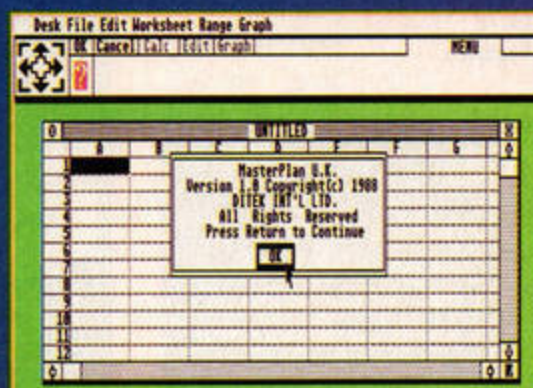 Desk File Edit Worksheet Range Graph
OK Cancel Calc Edit Graph MENU
UNTITLED
A B C D E F G
1
2
3
4
5
6
7
8
9
10
11
12
MasterPlan U.K.
Version 1.0 Copyright(c) 1988
DITEK INT'L LTD.
All Rights Reserved
Press Return to Continue
OK